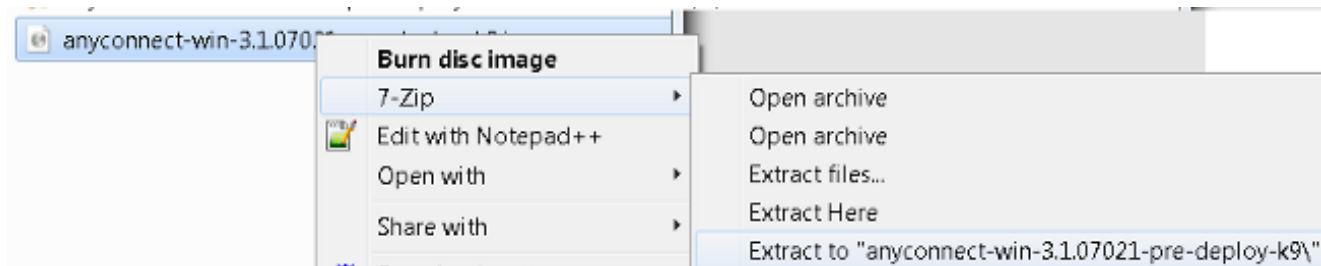 anyconnect-win-3.1.070
Burn disc image
7-Zip
Edit with Notepad++
Open with
Share with
Open archive
Open archive
Extract files...
Extract Here
Extract to "anyconnect-win-3.1.07021-pre-deploy-k9\"